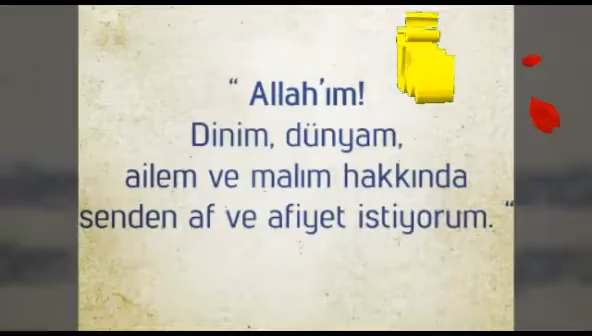 “ Allah’ım!
Dinim, dünyam,
ailem ve malım hakkında
senden af ve afiyet istiyorum. “